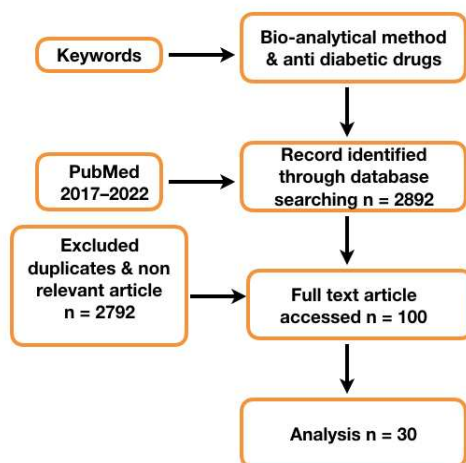 Keywords
Bio-analytical method
& anti diabetic drugs
PubMed
2017–2022
Record identified
through database
searching n = 2892
Excluded
duplicates & non
relevant article
n = 2792
Full text article
accessed n = 100
Analysis n = 30